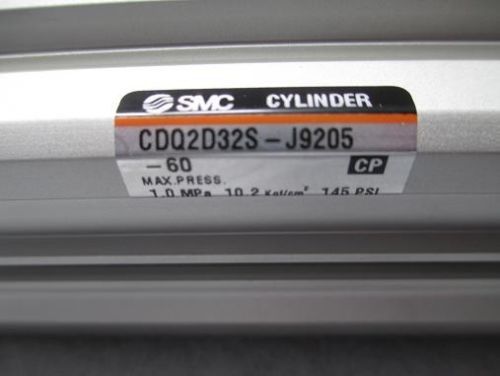 SMC CYLINDER
CDQ2D32S-J9205
-60 CP
MAX.PRESS.
1.0 MPa 10.2 Kgf/cm² 145 PSI